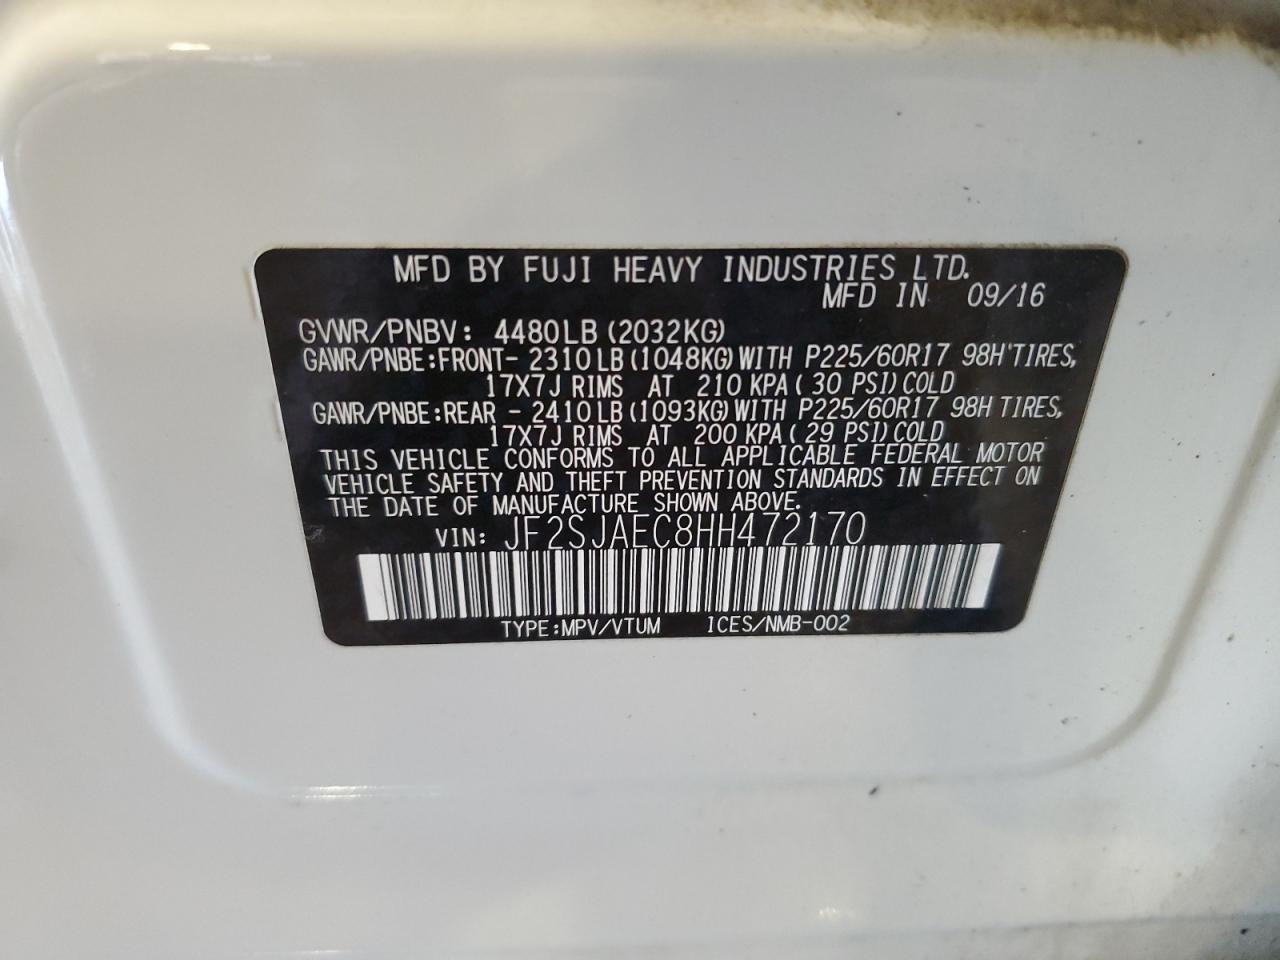 MFD BY FUJI HEAVY INDUSTRIES LTD.
MFD IN 09/16
GVWR/PNBV: 4480LB (2032KG)
GAWR/PNBE:FRONT- 2310LB (1048KG) WITH P225/60R17 98H TIRES,
17X7J RIMS AT 210 KPA (30 PSI) COLD
GAWR/PNBE:REAR - 2410LB (1093KG) WITH P225/60R17 98H TIRES,
17X7J RIMS AT 200 KPA (29 PSI) COLD
THIS VEHICLE CONFORMS TO ALL APPLICABLE FEDERAL MOTOR
VEHICLE SAFETY AND THEFT PREVENTION STANDARDS IN EFFECT ON
THE DATE OF MANUFACTURE SHOWN ABOVE.
VIN: JF2SJAEC8HH472170
TYPE:MPV/VTUM ICES/NMB-002